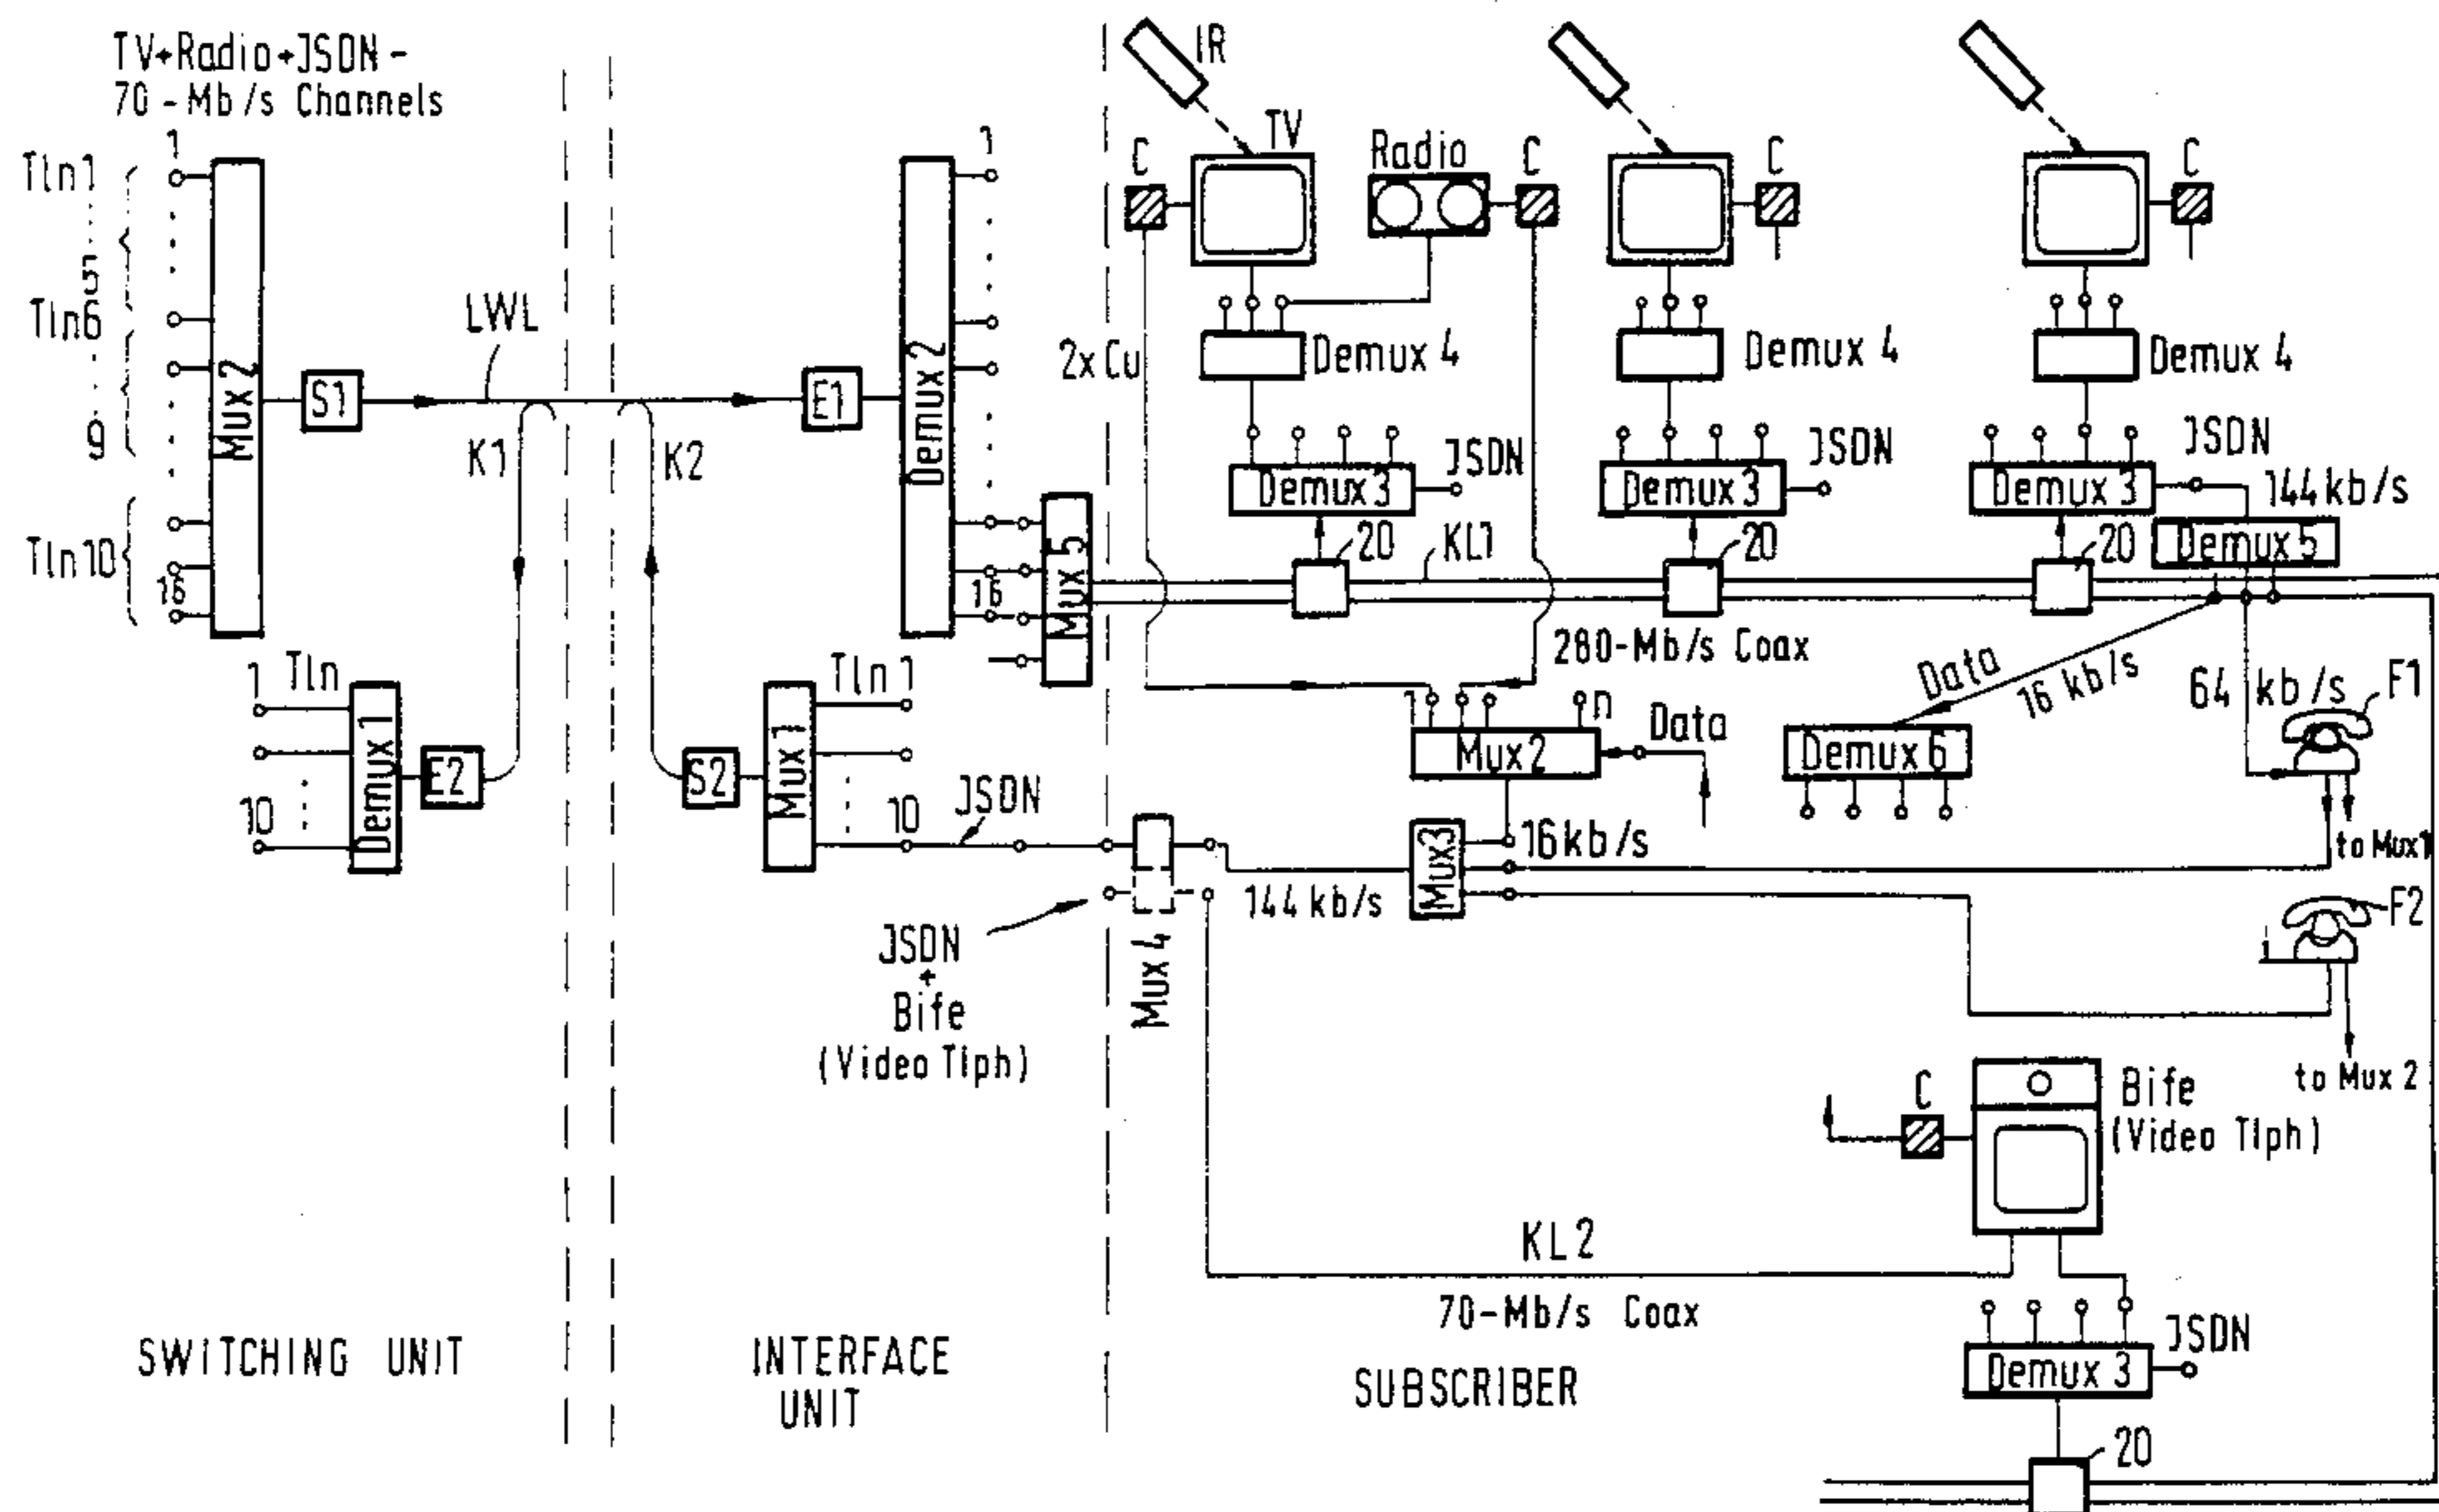 TV+Radio+JSDN-
70-Mb/s Channels
Tln1
5
Tln6
9
Tln10
1
16
Mux 2
S1
LWL
K1
K2
E1
Demux 2
1
16
Mux 5
1
Tln
10
Demux 1
E2
S2
Mux 1
Tln 1
10
JSDN
JSDN
+
Bife
(Video Tlph)
Mux 4
144 kb/s
IR
TV
C
Radio
C
C
C
2x Cu
Demux 4
Demux 4
Demux 4
JSDN
JSDN
JSDN
Demux 3
Demux 3
Demux 3
144 kb/s
Demux 5
20
KL1
20
20
280-Mb/s Coax
1
n
Mux 2
Data
Data
16 kb/s
Demux 6
64 kb/s
F1
to Mux1
Mux3
16 kb/s
F2
to Mux 2
C
Bife
(Video Tlph)
KL2
70-Mb/s Coax
JSDN
Demux 3
20
SWITCHING UNIT
INTERFACE
UNIT
SUBSCRIBER